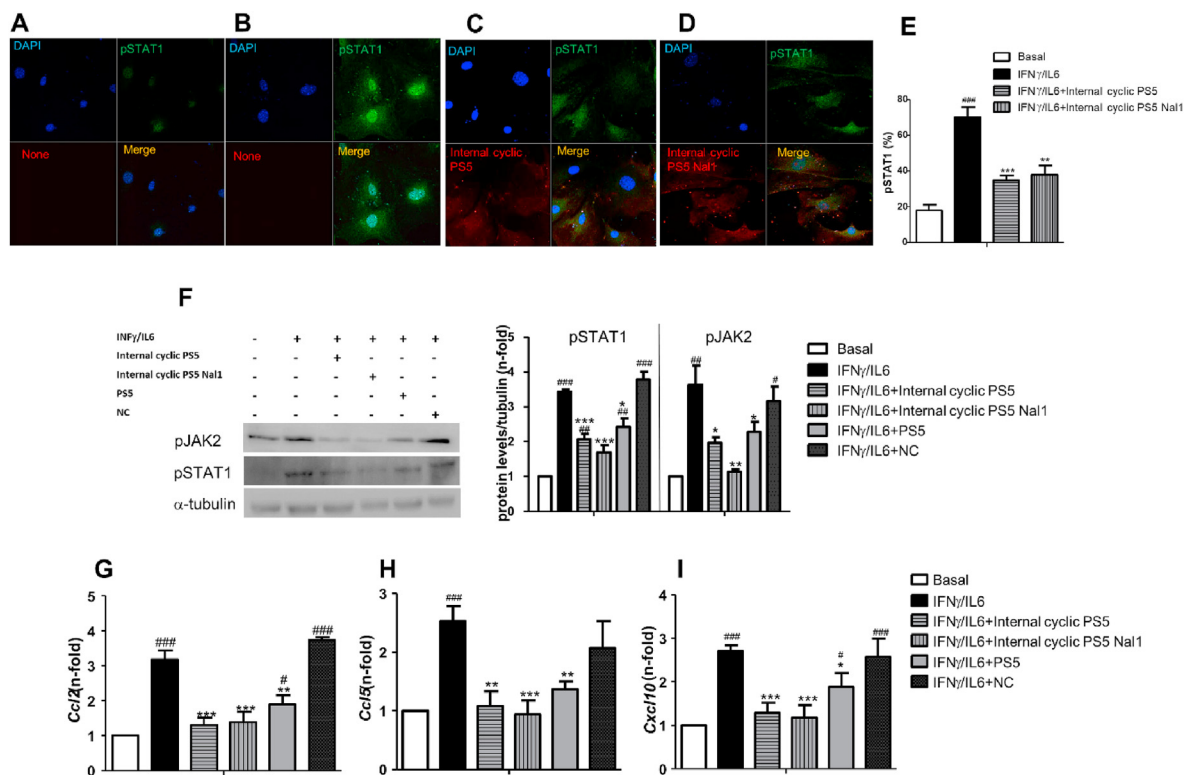 A
B
C
D
E
DAPI
pSTAT1
DAPI
pSTAT1
DAPI
pSTAT1
DAPI
pSTAT1
None
Merge
None
Merge
Internal cyclic
PS5
Merge
Internal cyclic
PS5 Nal1
Merge
Basal
IFNγ/IL6
IFNγ/IL6+Internal cyclic PS5
IFNγ/IL6+Internal cyclic PS5 Nal1
pSTAT1 (%)
80
60
40
20
0
###
***
**
F
INFγ/IL6 - + + + + +
Internal cyclic PS5 - - + - - -
Internal cyclic PS5 Nal1 - - - + - -
PS5 - - - - + -
NC - - - - - +
pJAK2
pSTAT1
α-tubulin
protein levels/tubulin (n-fold)
5
4
3
2
1
0
pSTAT1
pJAK2
###
***
##
***
*
##
###
##
*
**
*
#
Basal
IFNγ/IL6
IFNγ/IL6+Internal cyclic PS5
IFNγ/IL6+Internal cyclic PS5 Nal1
IFNγ/IL6+PS5
IFNγ/IL6+NC
G
Ccl2(n-fold)
5
4
3
2
1
0
###
***
***
#
**
###
H
Ccl5(n-fold)
3
2
1
0
###
**
***
**
I
Cxcl10 (n-fold)
4
3
2
1
0
###
***
***
#
*
###
Basal
IFNγ/IL6
IFNγ/IL6+Internal cyclic PS5
IFNγ/IL6+Internal cyclic PS5 Nal1
IFNγ/IL6+PS5
IFNγ/IL6+NC